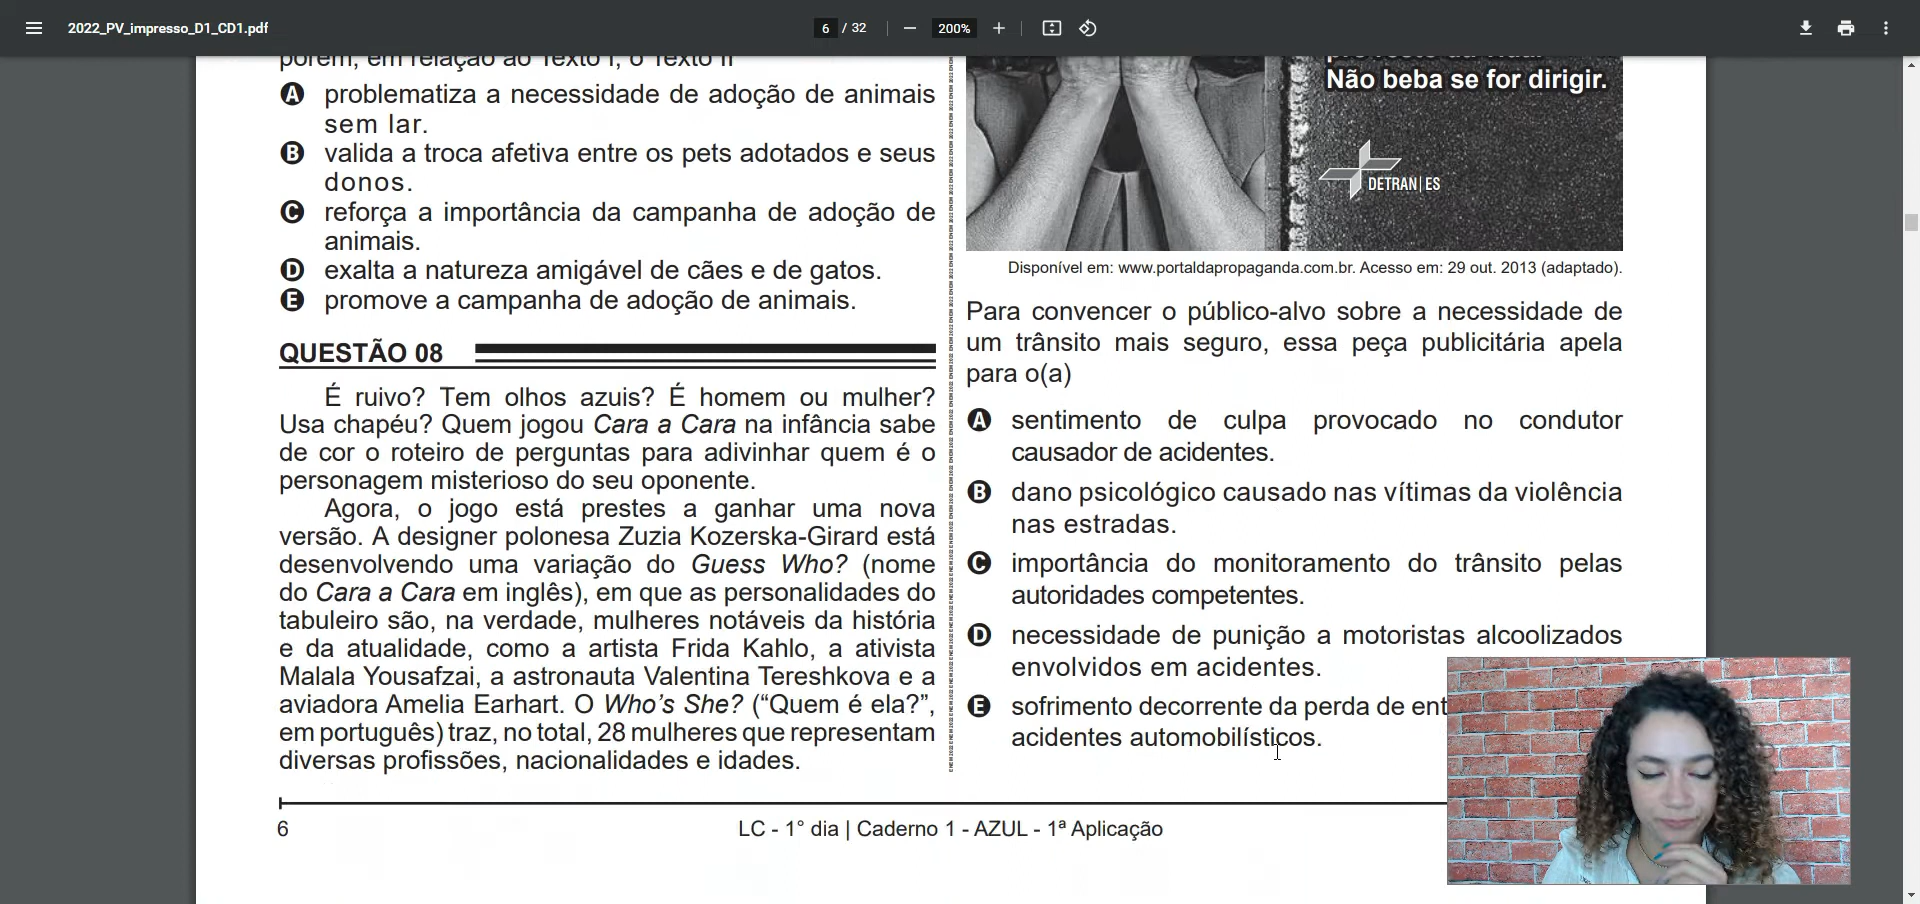 2022_PV_impresso_D1_CD1.pdf
6 / 32
200%
porém, em relação ao Texto I, o Texto II
A problematiza a necessidade de adoção de animais
sem lar.
B valida a troca afetiva entre os pets adotados e seus
donos.
C reforça a importância da campanha de adoção de
animais.
D exalta a natureza amigável de cães e de gatos.
E promove a campanha de adoção de animais.
QUESTÃO 08
É ruivo? Tem olhos azuis? É homem ou mulher?
Usa chapéu? Quem jogou Cara a Cara na infância sabe
de cor o roteiro de perguntas para adivinhar quem é o
personagem misterioso do seu oponente.
Agora, o jogo está prestes a ganhar uma nova
versão. A designer polonesa Zuzia Kozerska-Girard está
desenvolvendo uma variação do Guess Who? (nome
do Cara a Cara em inglês), em que as personalidades do
tabuleiro são, na verdade, mulheres notáveis da história
e da atualidade, como a artista Frida Kahlo, a ativista
Malala Yousafzai, a astronauta Valentina Tereshkova e a
aviadora Amelia Earhart. O Who’s She? (“Quem é ela?”,
em português) traz, no total, 28 mulheres que representam
diversas profissões, nacionalidades e idades.
Não beba se for dirigir.
DETRAN|ES
Disponível em: www.portaldapropaganda.com.br. Acesso em: 29 out. 2013 (adaptado).
Para convencer o público-alvo sobre a necessidade de
um trânsito mais seguro, essa peça publicitária apela
para o(a)
A sentimento de culpa provocado no condutor
causador de acidentes.
B dano psicológico causado nas vítimas da violência
nas estradas.
C importância do monitoramento do trânsito pelas
autoridades competentes.
D necessidade de punição a motoristas alcoolizados
envolvidos em acidentes.
E sofrimento decorrente da perda de ent
acidentes automobilísticos.
6
LC - 1° dia | Caderno 1 - AZUL - 1ª Aplicação